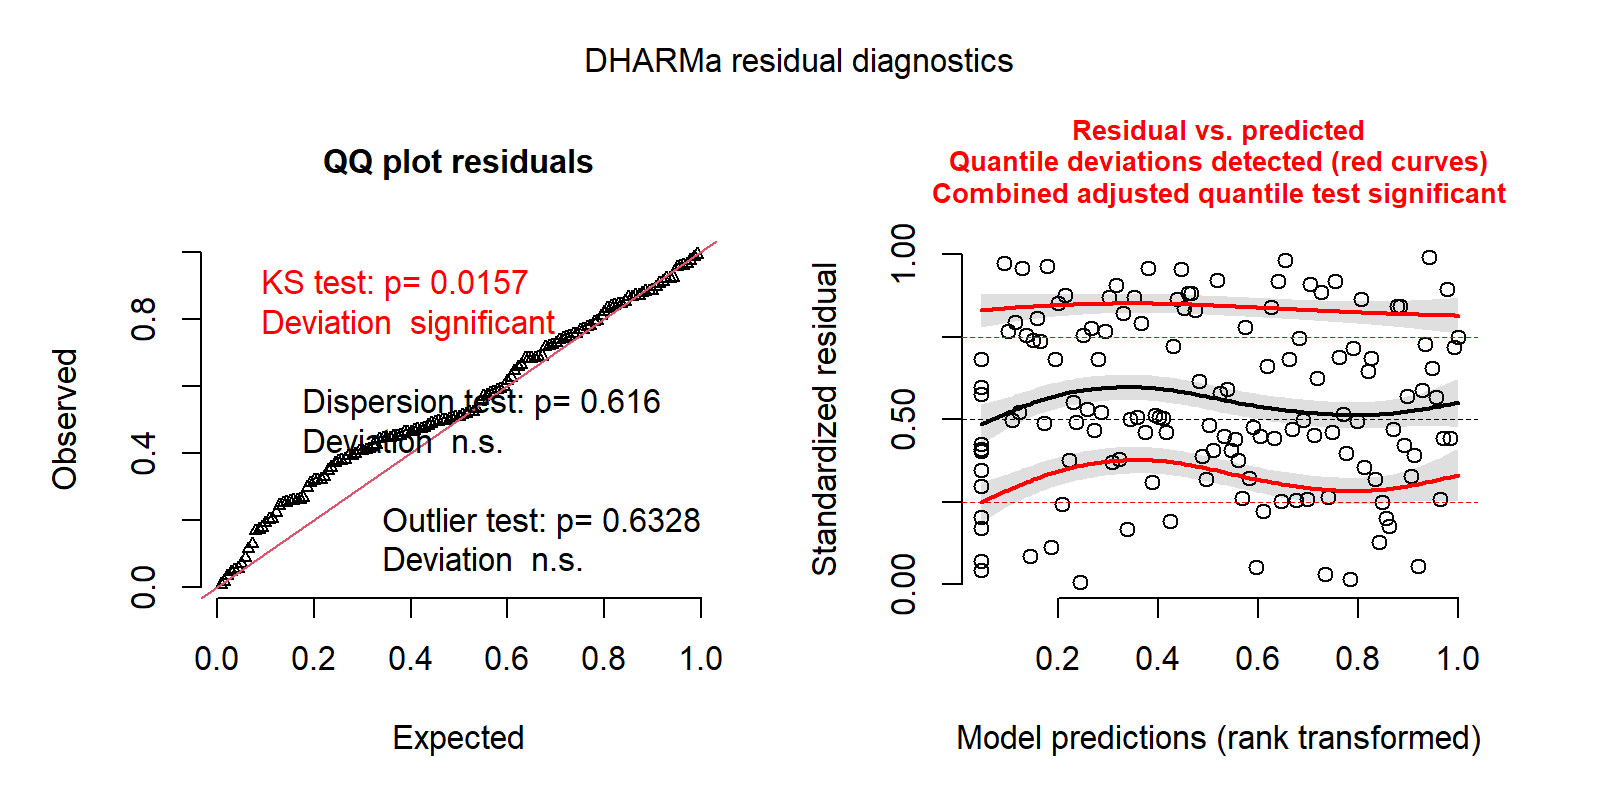 DHARMa residual diagnostics
QQ plot residuals
KS test: p= 0.0157
Deviation  significant
Dispersion test: p= 0.616
Deviation  n.s.
Outlier test: p= 0.6328
Deviation  n.s.
Observed
0.0
0.4
0.8
0.0 0.2 0.4 0.6 0.8 1.0
Expected
Residual vs. predicted
Quantile deviations detected (red curves)
Combined adjusted quantile test significant
Standardized residual
0.00
0.50
1.00
0.2 0.4 0.6 0.8 1.0
Model predictions (rank transformed)